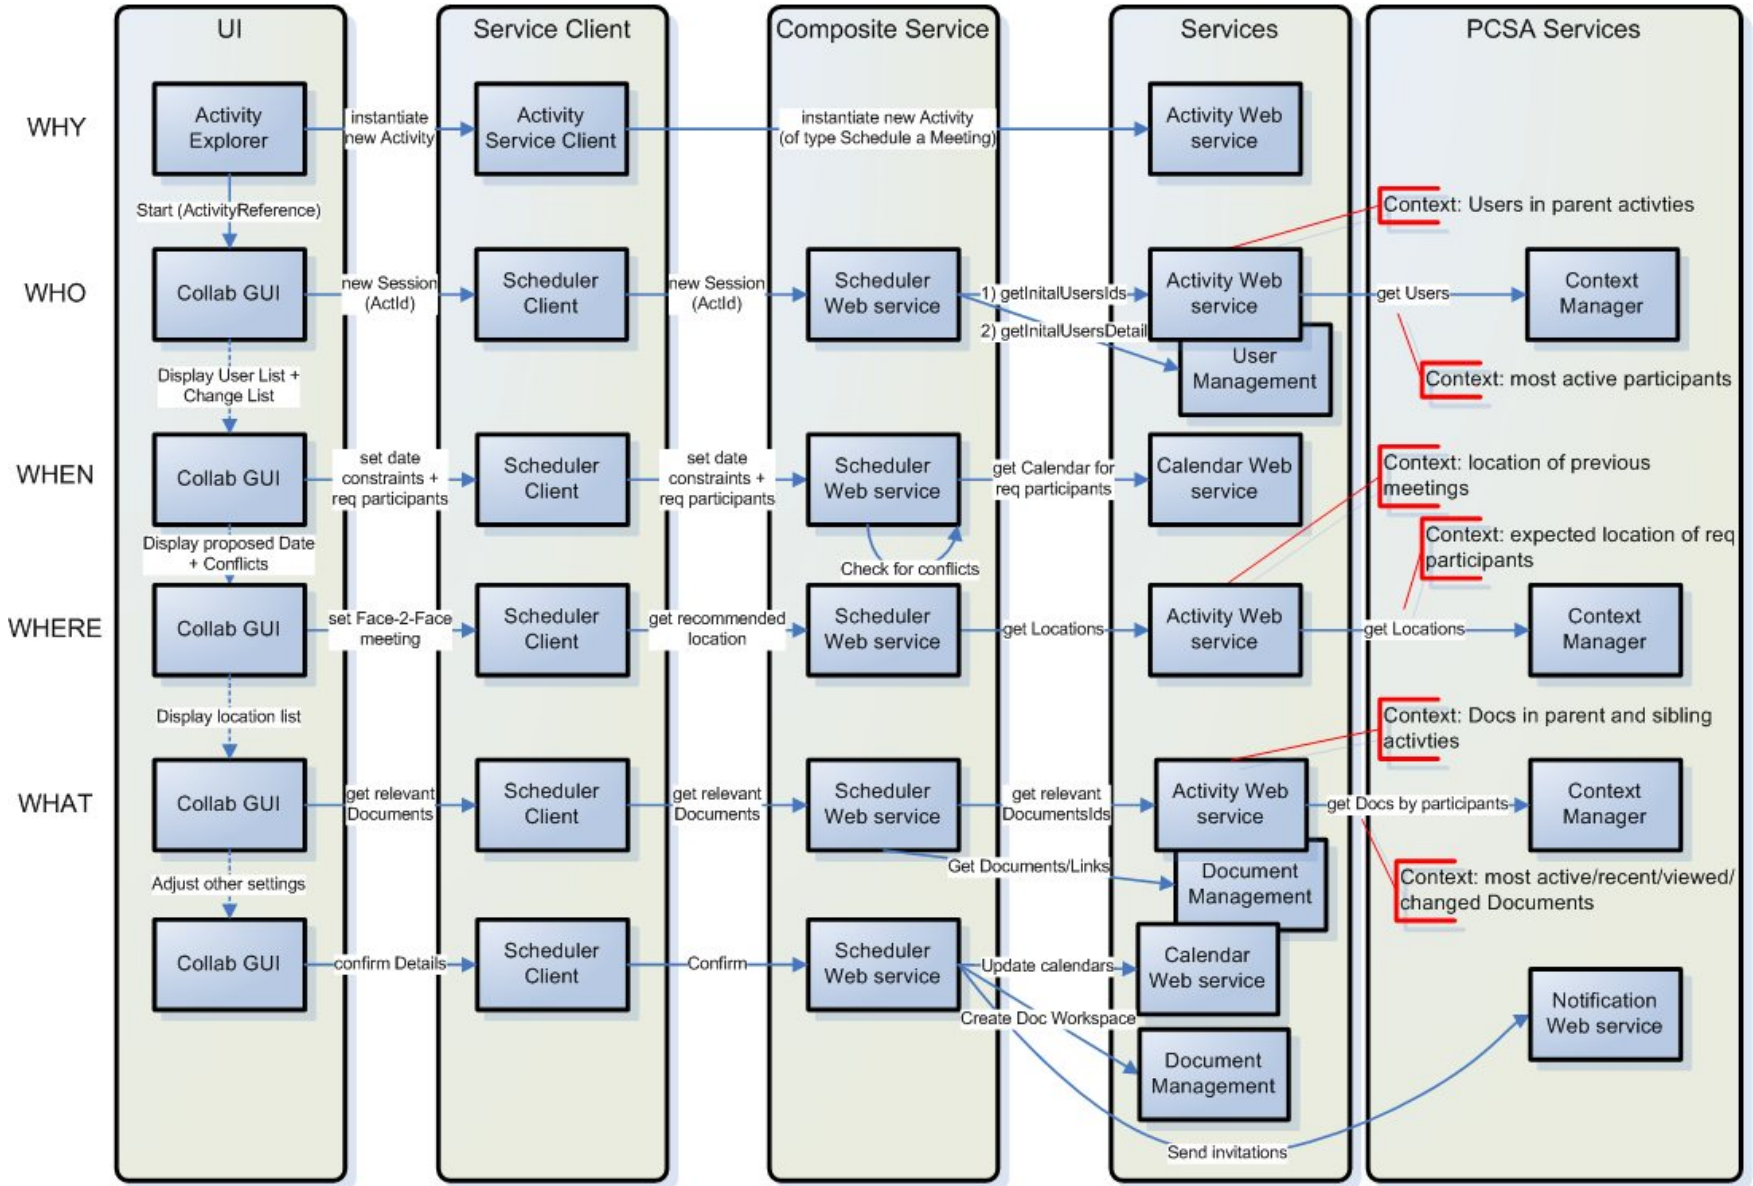 UI
Service Client
Composite Service
Services
PCSA Services
WHY
Activity
Explorer
instantiate
new Activity
Activity
Service Client
instantiate new Activity
(of type Schedule a Meeting)
Activity Web
service
Start (ActivityReference)
Context: Users in parent activties
WHO
Collab GUI
new Session
(ActId)
Scheduler
Client
new Session
(ActId)
Scheduler
Web service
1) getInitalUsersIds
2) getInitalUsersDetail
Activity Web
service
User
Management
get Users
Context
Manager
Context: most active participants
Display User List +
Change List
WHEN
Collab GUI
set date
constraints +
req participants
Scheduler
Client
set date
constraints +
req participants
Scheduler
Web service
get Calendar for
req participants
Calendar Web
service
Context: location of previous
meetings
Context: expected location of req
participants
Display proposed Date
+ Conflicts
Check for conflicts
WHERE
Collab GUI
set Face-2-Face
meeting
Scheduler
Client
get recommended
location
Scheduler
Web service
get Locations
Activity Web
service
get Locations
Context
Manager
Display location list
Context: Docs in parent and sibling
activties
WHAT
Collab GUI
get relevant
Documents
Scheduler
Client
get relevant
Documents
Scheduler
Web service
get relevant
DocumentsIds
Activity Web
service
get Docs by participants
Context
Manager
Get Documents/Links
Document
Management
Context: most active/recent/viewed/
changed Documents
Adjust other settings
Collab GUI
confirm Details
Scheduler
Client
Confirm
Scheduler
Web service
Update calendars
Calendar
Web service
Create Doc Workspace
Document
Management
Notification
Web service
Send invitations